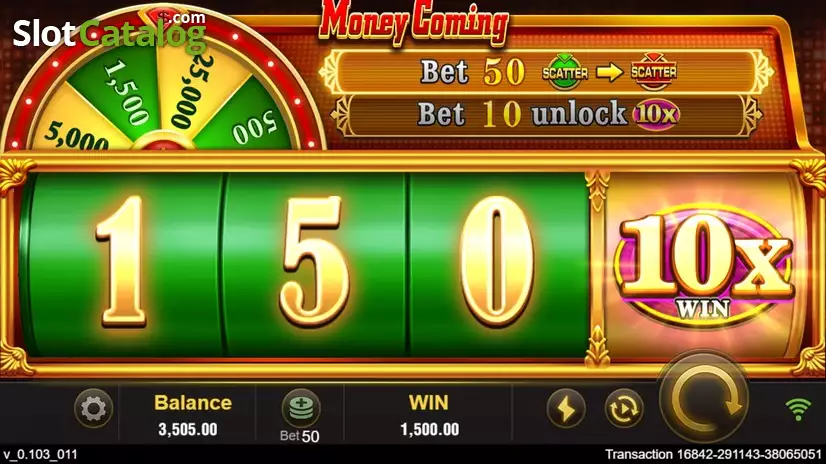 SlotCatalog.com
Money Coming
25,000
1,500
500
5,000
Bet 50 SCATTER SCATTER
Bet 10 unlock 10x
1 5 0 10x
WIN
Balance
3,505.00
Bet 50
WIN
1,500.00
v_0.103_011
Transaction 16842-291143-38065051